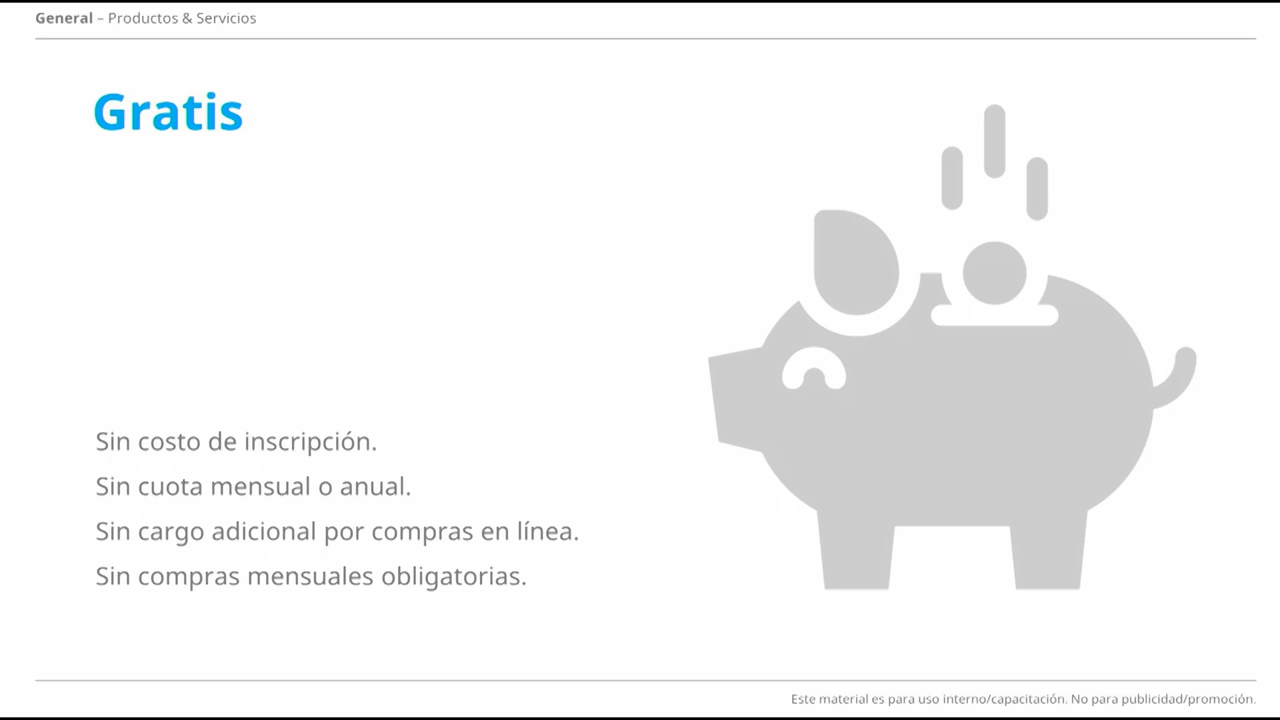 General – Productos & Servicios
Gratis
Sin costo de inscripción.
Sin cuota mensual o anual.
Sin cargo adicional por compras en línea.
Sin compras mensuales obligatorias.
Este material es para uso interno/capacitación. No para publicidad/promoción.